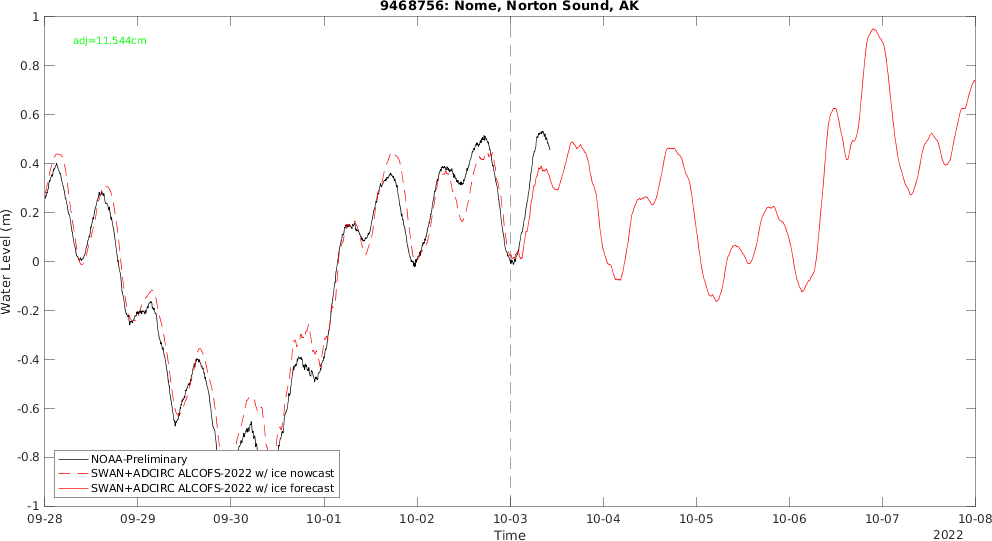 9468756: Nome, Norton Sound, AK
adj=11.544cm
Water Level (m)
1
0.8
0.6
0.4
0.2
0
-0.2
-0.4
-0.6
-0.8
-1
NOAA-Preliminary
SWAN+ADCIRC ALCOFS-2022 w/ ice nowcast
SWAN+ADCIRC ALCOFS-2022 w/ ice forecast
09-28 09-29 09-30 10-01 10-02 10-03 10-04 10-05 10-06 10-07 10-08
Time
2022